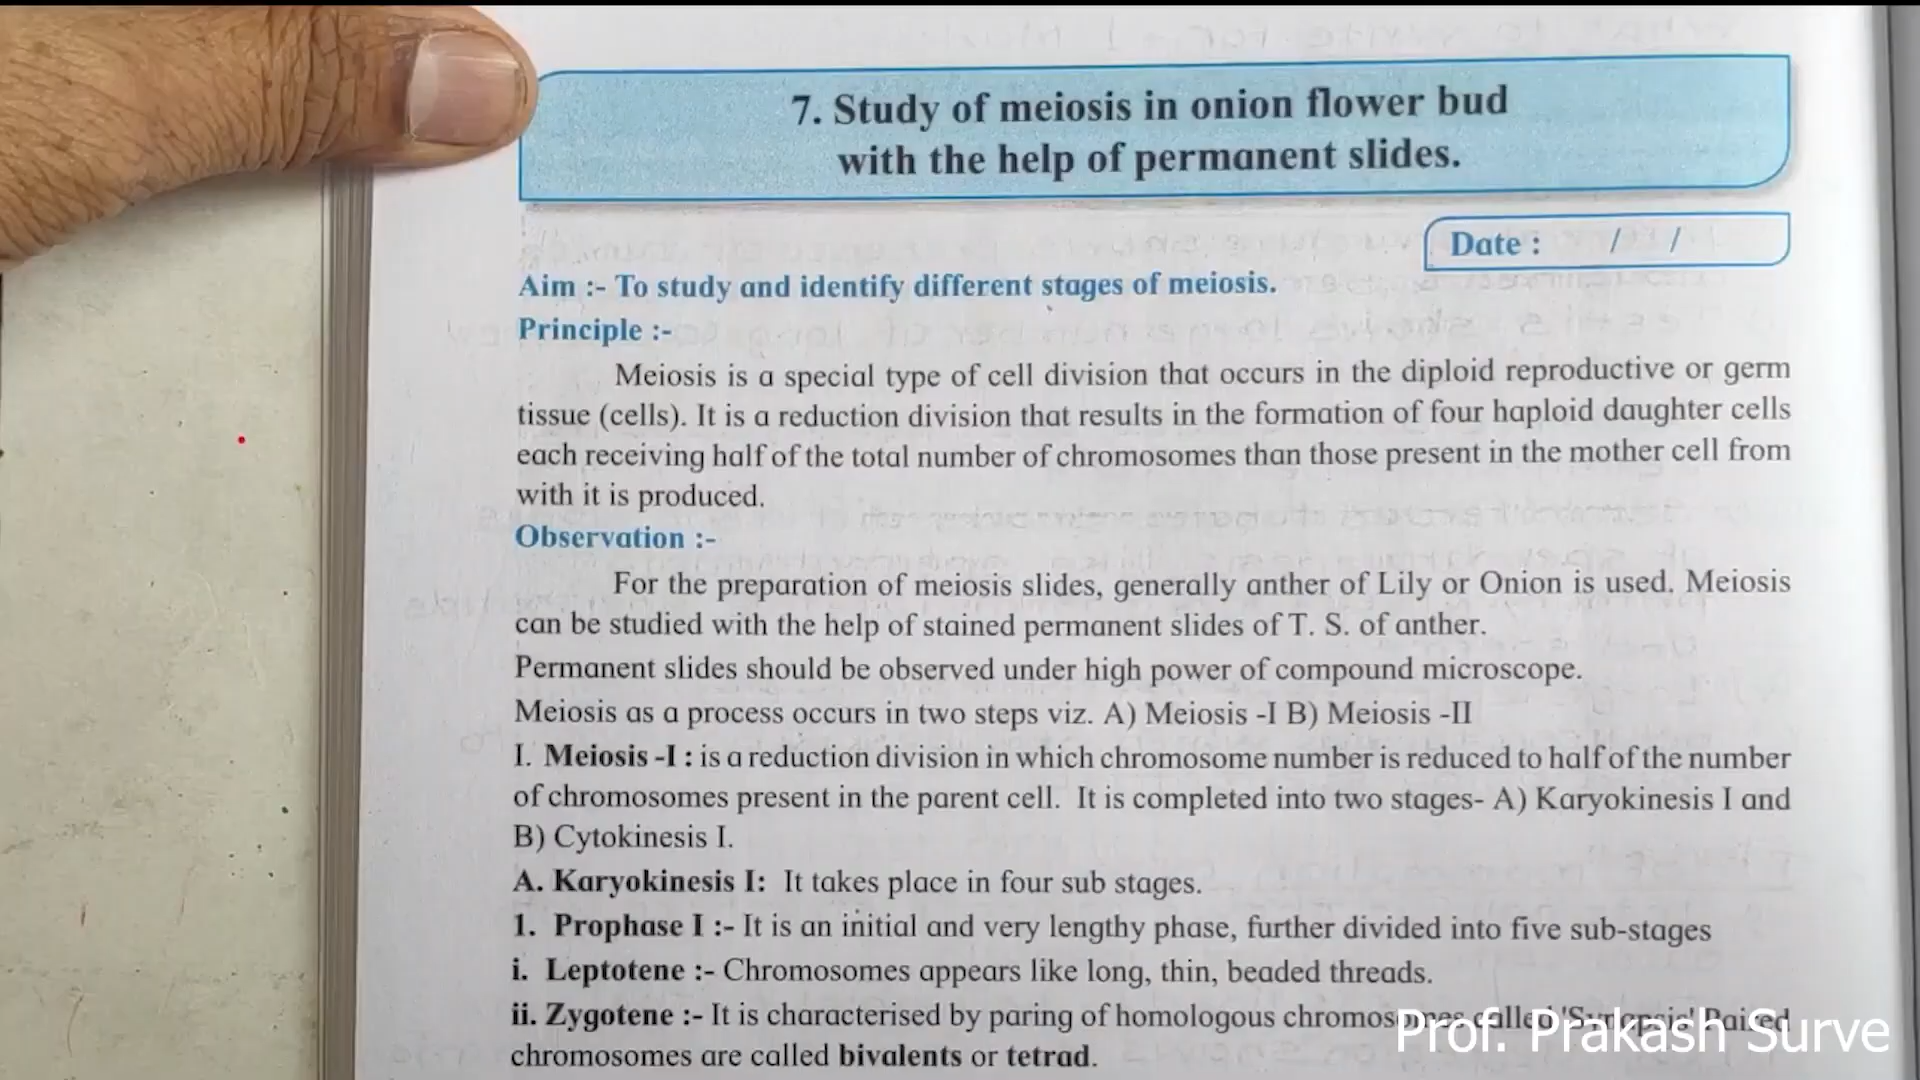 7. Study of meiosis in onion flower bud
with the help of permanent slides.
Date : / /
Aim :- To study and identify different stages of meiosis.
Principle :-
Meiosis is a special type of cell division that occurs in the diploid reproductive or germ
tissue (cells). It is a reduction division that results in the formation of four haploid daughter cells
each receiving half of the total number of chromosomes than those present in the mother cell from
with it is produced.
Observation :-
For the preparation of meiosis slides, generally anther of Lily or Onion is used. Meiosis
can be studied with the help of stained permanent slides of T. S. of anther.
Permanent slides should be observed under high power of compound microscope.
Meiosis as a process occurs in two steps viz. A) Meiosis -I B) Meiosis -II
I. Meiosis -I : is a reduction division in which chromosome number is reduced to half of the number
of chromosomes present in the parent cell. It is completed into two stages- A) Karyokinesis I and
B) Cytokinesis I.
A. Karyokinesis I: It takes place in four sub stages.
1. Prophase I :- It is an initial and very lengthy phase, further divided into five sub-stages
i. Leptotene :- Chromosomes appears like long, thin, beaded threads.
ii. Zygotene :- It is characterised by paring of homologous chromosomes called 'Synapsis' Paired
chromosomes are called bivalents or tetrad.
Prof. Prakash Surve